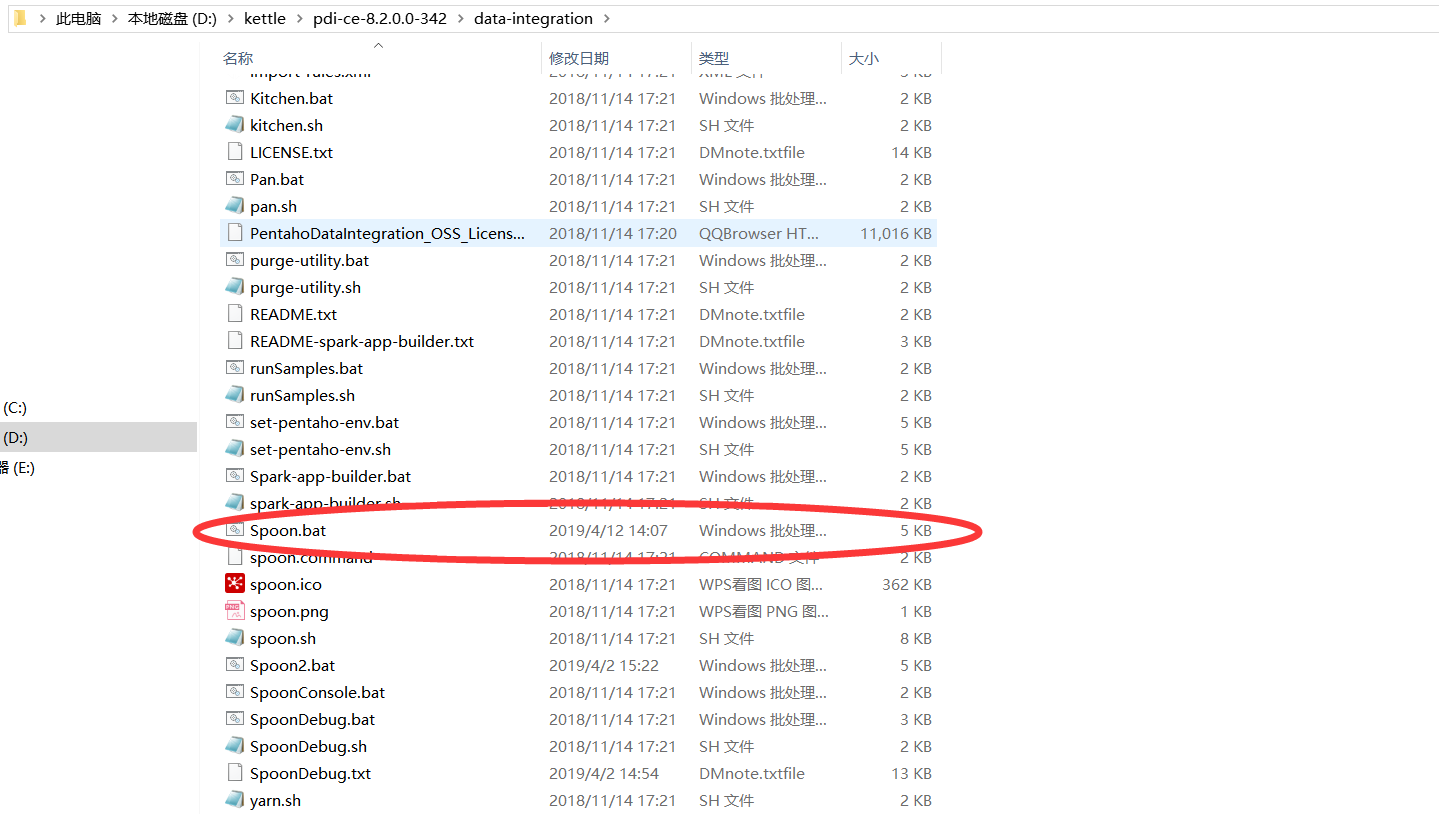 此电脑 > 本地磁盘 (D:) > kettle > pdi-ce-8.2.0.0-342 > data-integration >
名称 修改日期 类型 大小
import-rules.xml 2018/11/14 17:21 XML 文件 3 KB
Kitchen.bat 2018/11/14 17:21 Windows 批处理... 2 KB
kitchen.sh 2018/11/14 17:21 SH 文件 2 KB
LICENSE.txt 2018/11/14 17:21 DMnote.txtfile 14 KB
Pan.bat 2018/11/14 17:21 Windows 批处理... 2 KB
pan.sh 2018/11/14 17:21 SH 文件 2 KB
PentahoDataIntegration_OSS_Licens... 2018/11/14 17:20 QQBrowser HT... 11,016 KB
purge-utility.bat 2018/11/14 17:21 Windows 批处理... 2 KB
purge-utility.sh 2018/11/14 17:21 SH 文件 2 KB
README.txt 2018/11/14 17:21 DMnote.txtfile 2 KB
README-spark-app-builder.txt 2018/11/14 17:21 DMnote.txtfile 3 KB
runSamples.bat 2018/11/14 17:21 Windows 批处理... 2 KB
runSamples.sh 2018/11/14 17:21 SH 文件 2 KB
(C:)
set-pentaho-env.bat 2018/11/14 17:21 Windows 批处理... 5 KB
(D:)
set-pentaho-env.sh 2018/11/14 17:21 SH 文件 5 KB
器 (E:)
Spark-app-builder.bat 2018/11/14 17:21 Windows 批处理... 2 KB
spark-app-builder.sh 2018/11/14 17:21 SH 文件 2 KB
Spoon.bat 2019/4/12 14:07 Windows 批处理... 5 KB
spoon.command 2018/11/14 17:21 COMMAND 文件 2 KB
spoon.ico 2018/11/14 17:21 WPS看图 ICO 图... 362 KB
spoon.png 2018/11/14 17:21 WPS看图 PNG 图... 1 KB
spoon.sh 2018/11/14 17:21 SH 文件 8 KB
Spoon2.bat 2019/4/2 15:22 Windows 批处理... 5 KB
SpoonConsole.bat 2018/11/14 17:21 Windows 批处理... 2 KB
SpoonDebug.bat 2018/11/14 17:21 Windows 批处理... 3 KB
SpoonDebug.sh 2018/11/14 17:21 SH 文件 2 KB
SpoonDebug.txt 2019/4/2 14:54 DMnote.txtfile 13 KB
yarn.sh 2018/11/14 17:21 SH 文件 2 KB